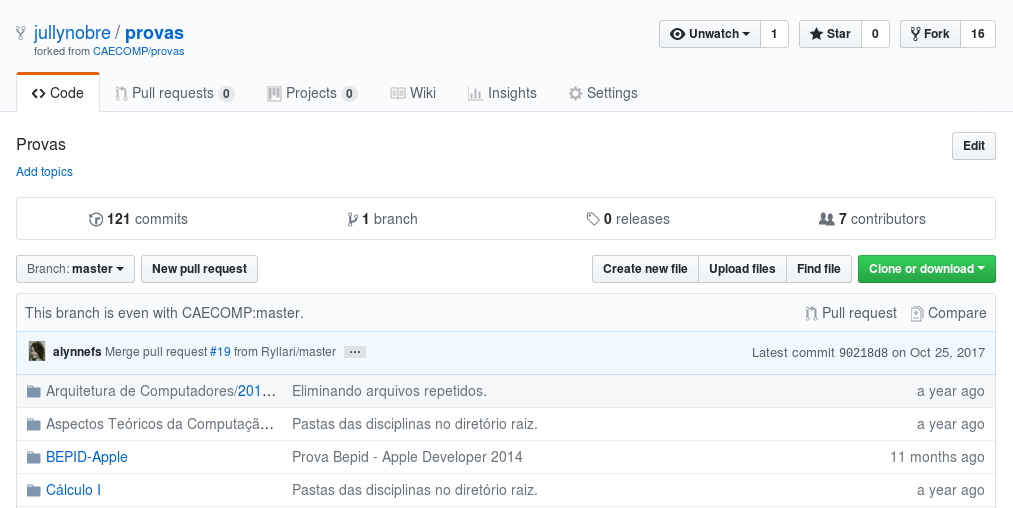 jullynobre / provas
Unwatch 1 Star 0 Fork 16
forked from CAECOMP/provas
Code Pull requests 0 Projects 0 Wiki Insights Settings
Provas
Edit
Add topics
121 commits 1 branch 0 releases 7 contributors
Branch: master New pull request Create new file Upload files Find file Clone or download
This branch is even with CAECOMP:master. Pull request Compare
alynnefs Merge pull request #19 from Ryllari/master ... Latest commit 90218d8 on Oct 25, 2017
Arquitetura de Computadores/201... Eliminando arquivos repetidos. a year ago
Aspectos Teóricos da Computaçã... Pastas das disciplinas no diretório raiz. a year ago
BEPID-Apple Prova Bepid - Apple Developer 2014 11 months ago
Cálculo I Pastas das disciplinas no diretório raiz. a year ago